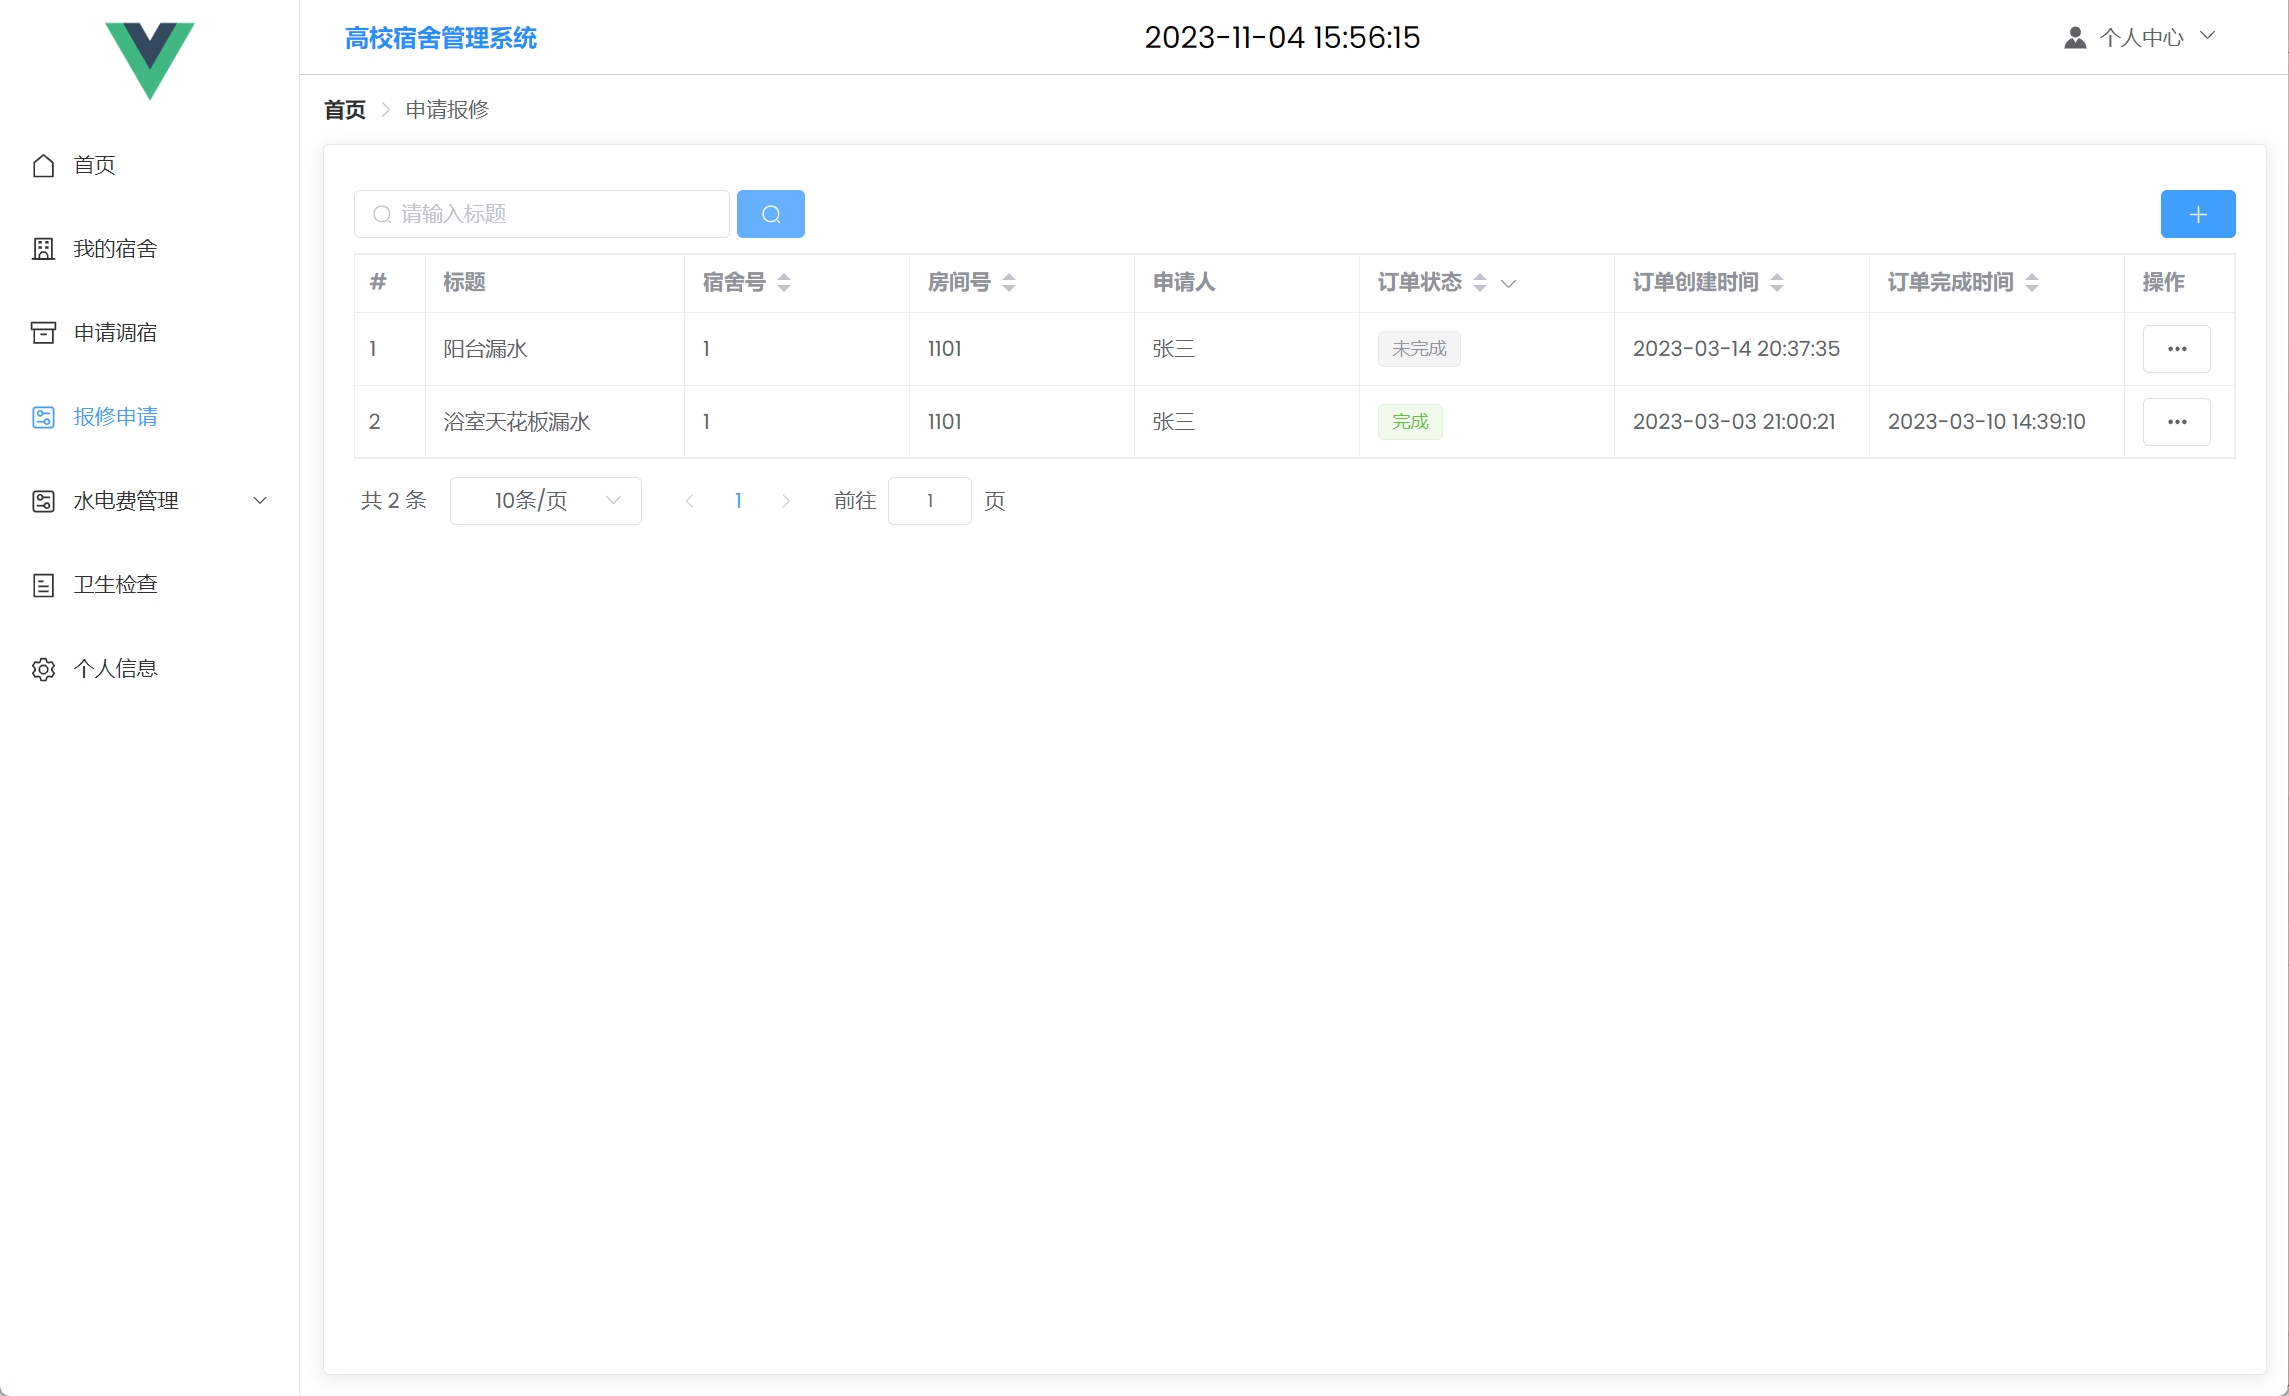 高校宿舍管理系统
2023-11-04 15:56:15
个人中心
首页
我的宿舍
申请调宿
报修申请
水电费管理
卫生检查
个人信息
首页 > 申请报修
请输入标题
# 标题 宿舍号 房间号 申请人 订单状态 订单创建时间 订单完成时间 操作
1 阳台漏水 1 1101 张三 未完成 2023-03-14 20:37:35
2 浴室天花板漏水 1 1101 张三 完成 2023-03-03 21:00:21 2023-03-10 14:39:10
共 2 条 10条/页 1 前往 1 页